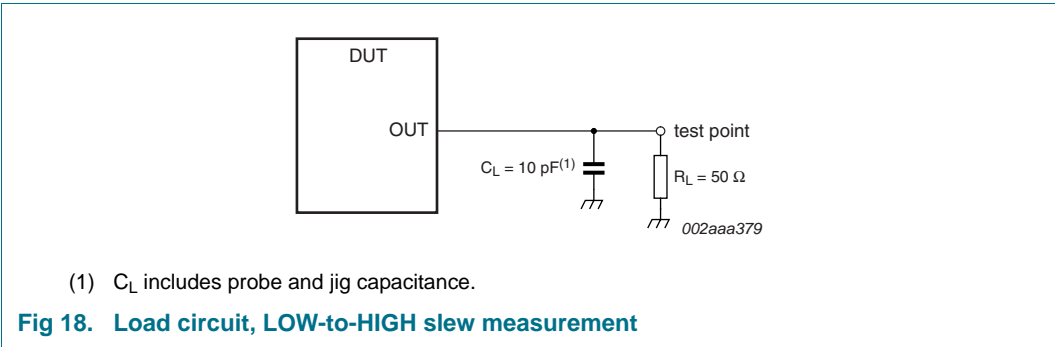 DUT
OUT
test point
C_L = 10 pF(1)
R_L = 50 Ω
002aaa379
(1) C_L includes probe and jig capacitance.
Fig 18. Load circuit, LOW-to-HIGH slew measurement